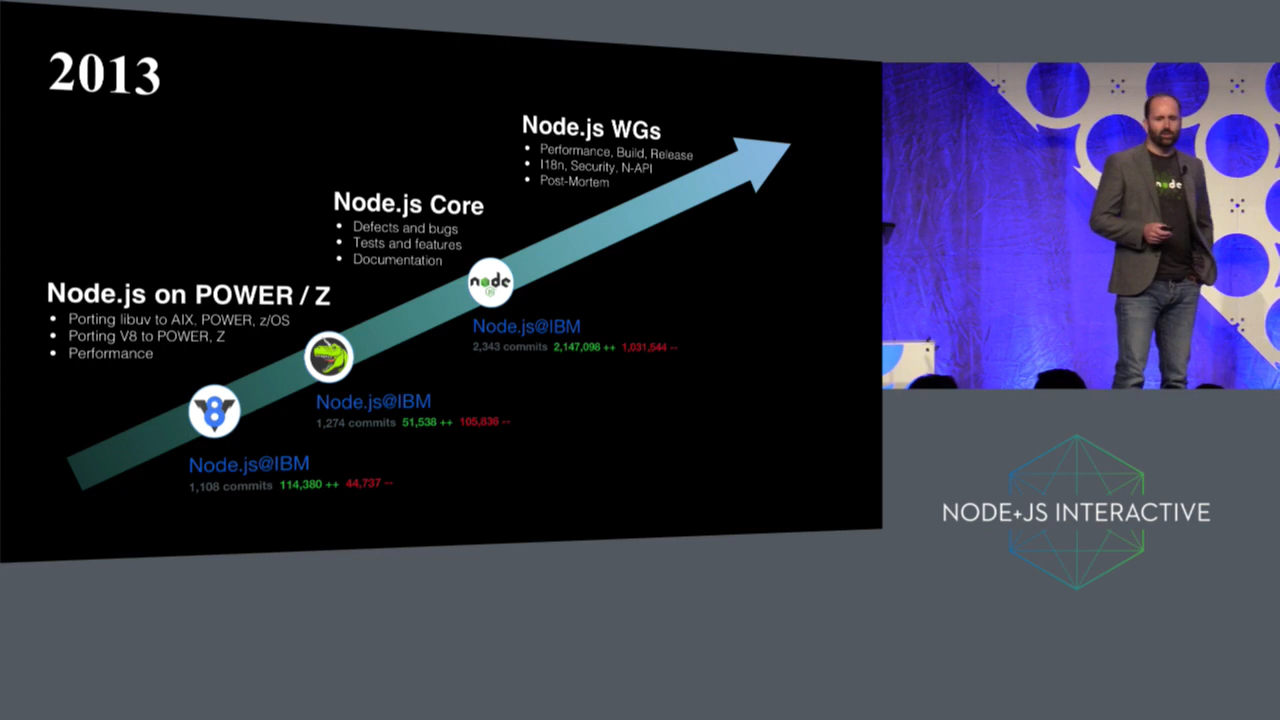 2013
Node.js WGs
• Performance, Build, Release
• I18n, Security, N-API
• Post-Mortem
Node.js Core
• Defects and bugs
• Tests and features
• Documentation
Node.js on POWER / Z
• Porting libuv to AIX, POWER, z/OS
• Porting V8 to POWER, Z
• Performance
node
JS
Node.js@IBM
2,343 commits 2,147,098 ++ 1,031,544 --
8
Node.js@IBM
1,274 commits 51,538 ++ 105,836 --
Node.js@IBM
1,108 commits 114,380 ++ 44,737 --
node
NODE+JS INTERACTIVE